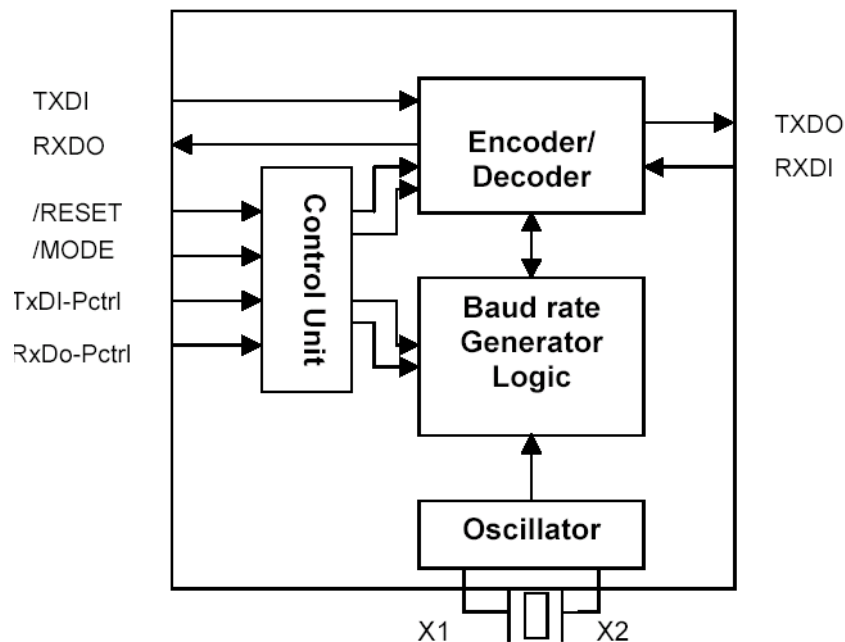 TXDI
RXDO
/RESET
/MODE
TxDI-Pctrl
RxDo-Pctrl
Control Unit
Encoder/
Decoder
TXDO
RXDI
Baud rate
Generator
Logic
Oscillator
X1
X2